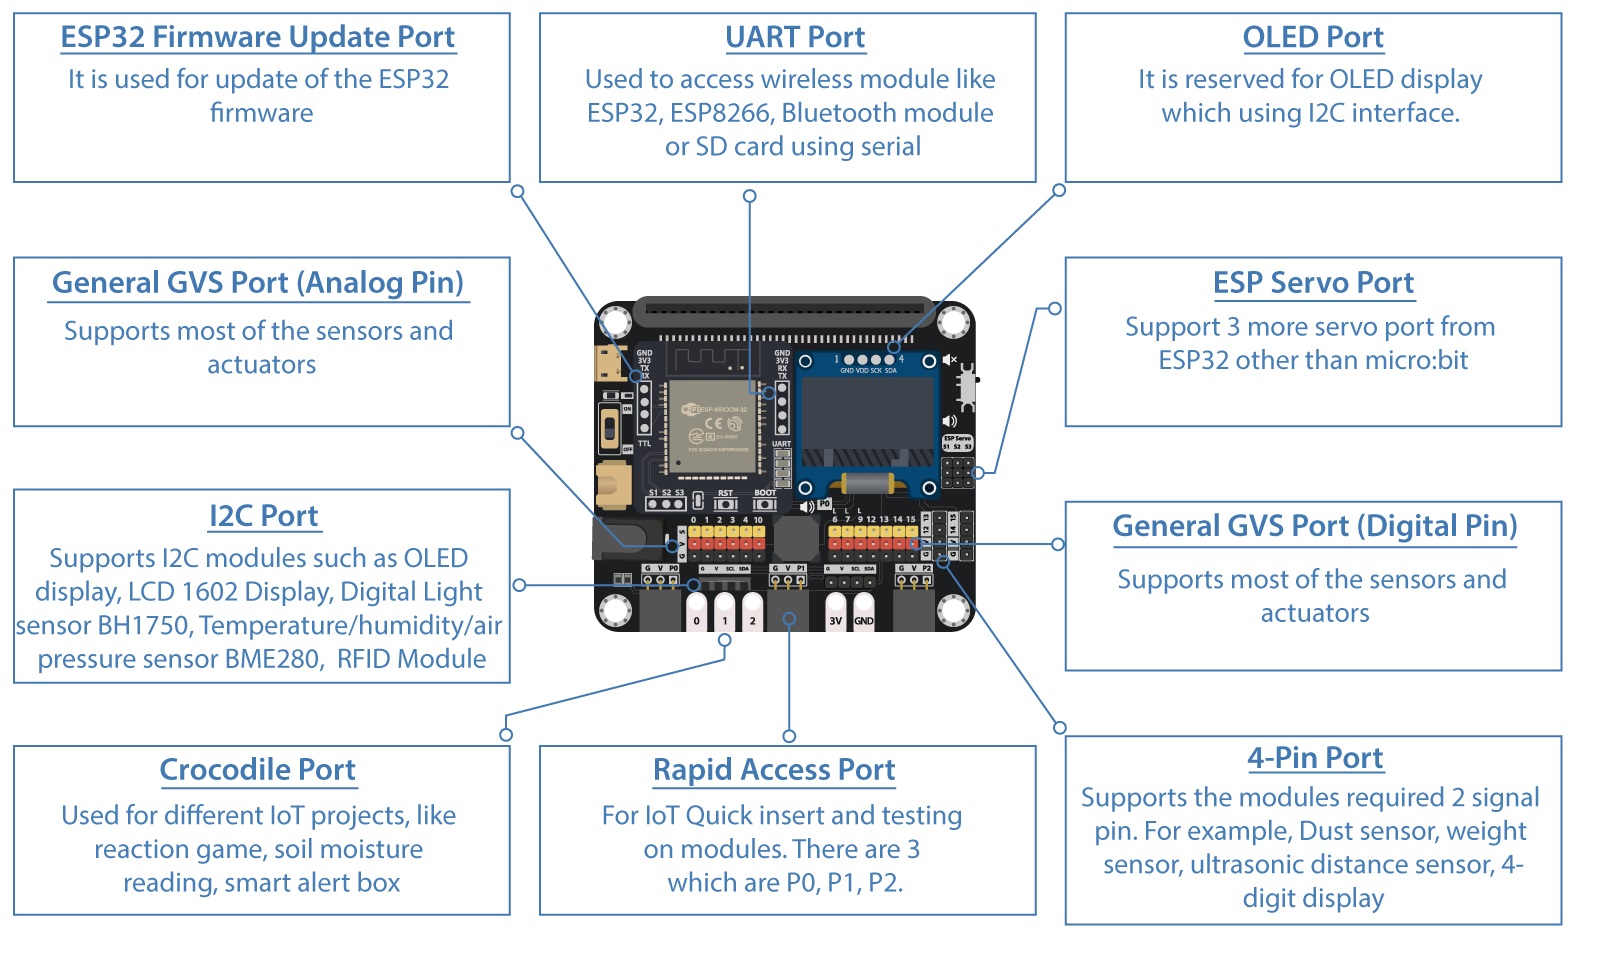 ESP32 Firmware Update Port
It is used for update of the ESP32
firmware
UART Port
Used to access wireless module like
ESP32, ESP8266, Bluetooth module
or SD card using serial
OLED Port
It is reserved for OLED display
which using I2C interface.
General GVS Port (Analog Pin)
Supports most of the sensors and
actuators
ESP Servo Port
Support 3 more servo port from
ESP32 other than micro:bit
I2C Port
Supports I2C modules such as OLED
display, LCD 1602 Display, Digital Light
sensor BH1750, Temperature/humidity/air
pressure sensor BME280, RFID Module
General GVS Port (Digital Pin)
Supports most of the sensors and
actuators
Crocodile Port
Used for different IoT projects, like
reaction game, soil moisture
reading, smart alert box
Rapid Access Port
For IoT Quick insert and testing
on modules. There are 3
which are P0, P1, P2.
4-Pin Port
Supports the modules required 2 signal
pin. For example, Dust sensor, weight
sensor, ultrasonic distance sensor, 4-
digit display
GND
3V3
TX
RX
TTL
ON
OFF
ESP-WROOM-32
GND
3V3
RX
TX
UART
1 4
GND VDD SCK SDA
ESP Servo
S1 S2 S3
S1 S2 S3
RST
BOOT
P0
0 1 2 3 4 10
S
V
G
L L L
6 7 9 12 13 14 15
13
12
G
15
14
G
G V P0
G V SCL SDA
G V P1
G V SCL SDA
G V P2
0
1
2
3V
GND